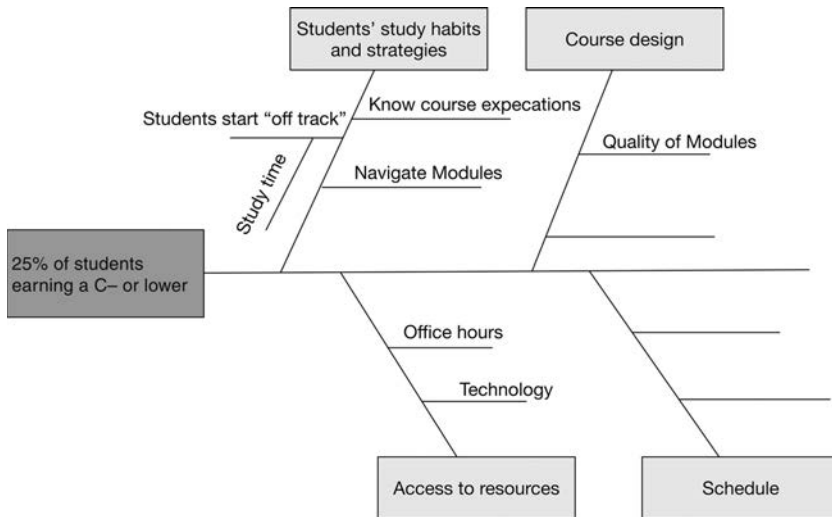 Students’ study habits
and strategies
Course design
Know course expecations
Students start “off track”
Quality of Modules
Study time
Navigate Modules
25% of students
earning a C– or lower
Office hours
Technology
Access to resources
Schedule